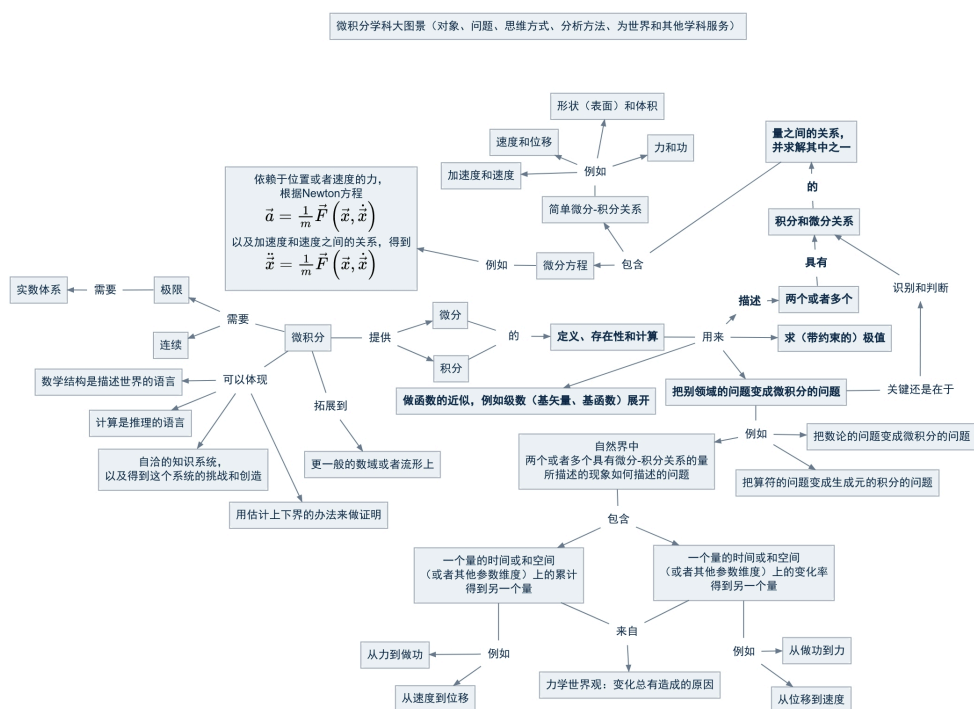 微积分学科大图景（对象、问题、思维方式、分析方法、为世界和其他学科服务）
形状（表面）和体积
速度和位移
力和功
加速度和速度
例如
简单微分-积分关系
量之间的关系，
并求解其中之一
的
积分和微分关系
具有
依赖于位置或者速度的力，
根据Newton方程
$\vec{a} = \frac{1}{m}\vec{F}\left(\vec{x},\dot{\vec{x}}\right)$
以及加速度和速度之间的关系，得到
$\ddot{\vec{x}} = \frac{1}{m}\vec{F}\left(\vec{x},\dot{\vec{x}}\right)$
例如
微分方程
包含
识别和判断
实数体系
需要
极限
需要
连续
微积分
提供
微分
积分
的
定义、存在性和计算
用来
描述
两个或者多个
求（带约束的）极值
数学结构是描述世界的语言
可以体现
计算是推理的语言
自洽的知识系统，
以及得到这个系统的挑战和创造
用估计上下界的办法来做证明
拓展到
更一般的数域或者流形上
做函数的近似，例如级数（基矢量、基函数）展开
把别领域的问题变成微积分的问题
关键还是在于
例如
把数论的问题变成微积分的问题
把算符的问题变成生成元的积分的问题
自然界中
两个或多个具有微分-积分关系的量
所描述的现象如何描述的问题
包含
一个量的时间或和空间
（或者其他参数维度）上的累计
得到另一个量
一个量的时间或和空间
（或者其他参数维度）上的变化率
得到另一个量
来自
力学世界观：变化总有造成的原因
例如
从力到做功
从速度到位移
例如
从做功到力
从位移到速度